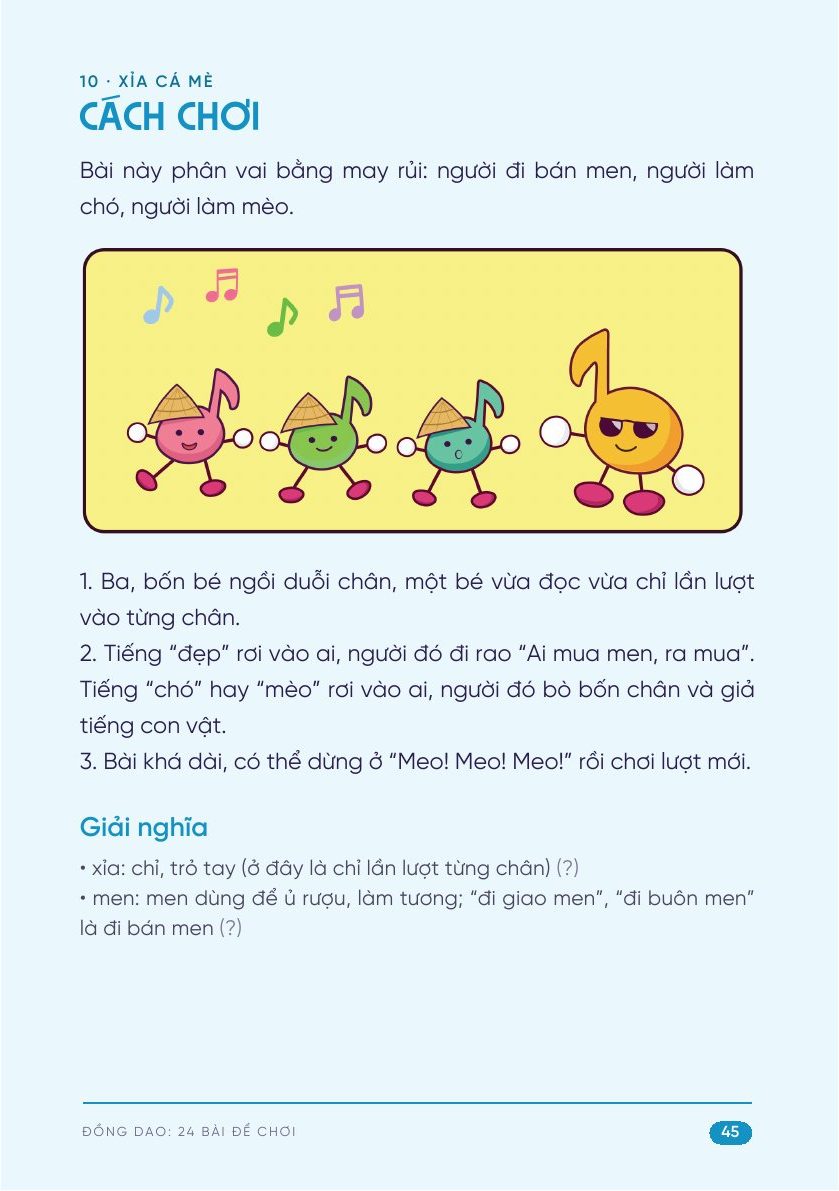 10 · XỈA CÁ MÈ
CÁCH CHƠI
Bài này phân vai bằng may rủi: người đi bán men, người làm
chó, người làm mèo.
1. Ba, bốn bé ngồi duỗi chân, một bé vừa đọc vừa chỉ lần lượt
vào từng chân.
2. Tiếng “đẹp” rơi vào ai, người đó đi rao “Ai mua men, ra mua”.
Tiếng “chó” hay “mèo” rơi vào ai, người đó bò bốn chân và giả
tiếng con vật.
3. Bài khá dài, có thể dừng ở “Meo! Meo! Meo!” rồi chơi lượt mới.
Giải nghĩa
• xỉa: chỉ, trỏ tay (ở đây là chỉ lần lượt từng chân) (?)
• men: men dùng để ủ rượu, làm tương; “đi giao men”, “đi buôn men”
là đi bán men (?)
ĐỒNG DAO: 24 BÀI ĐỂ CHƠI
45